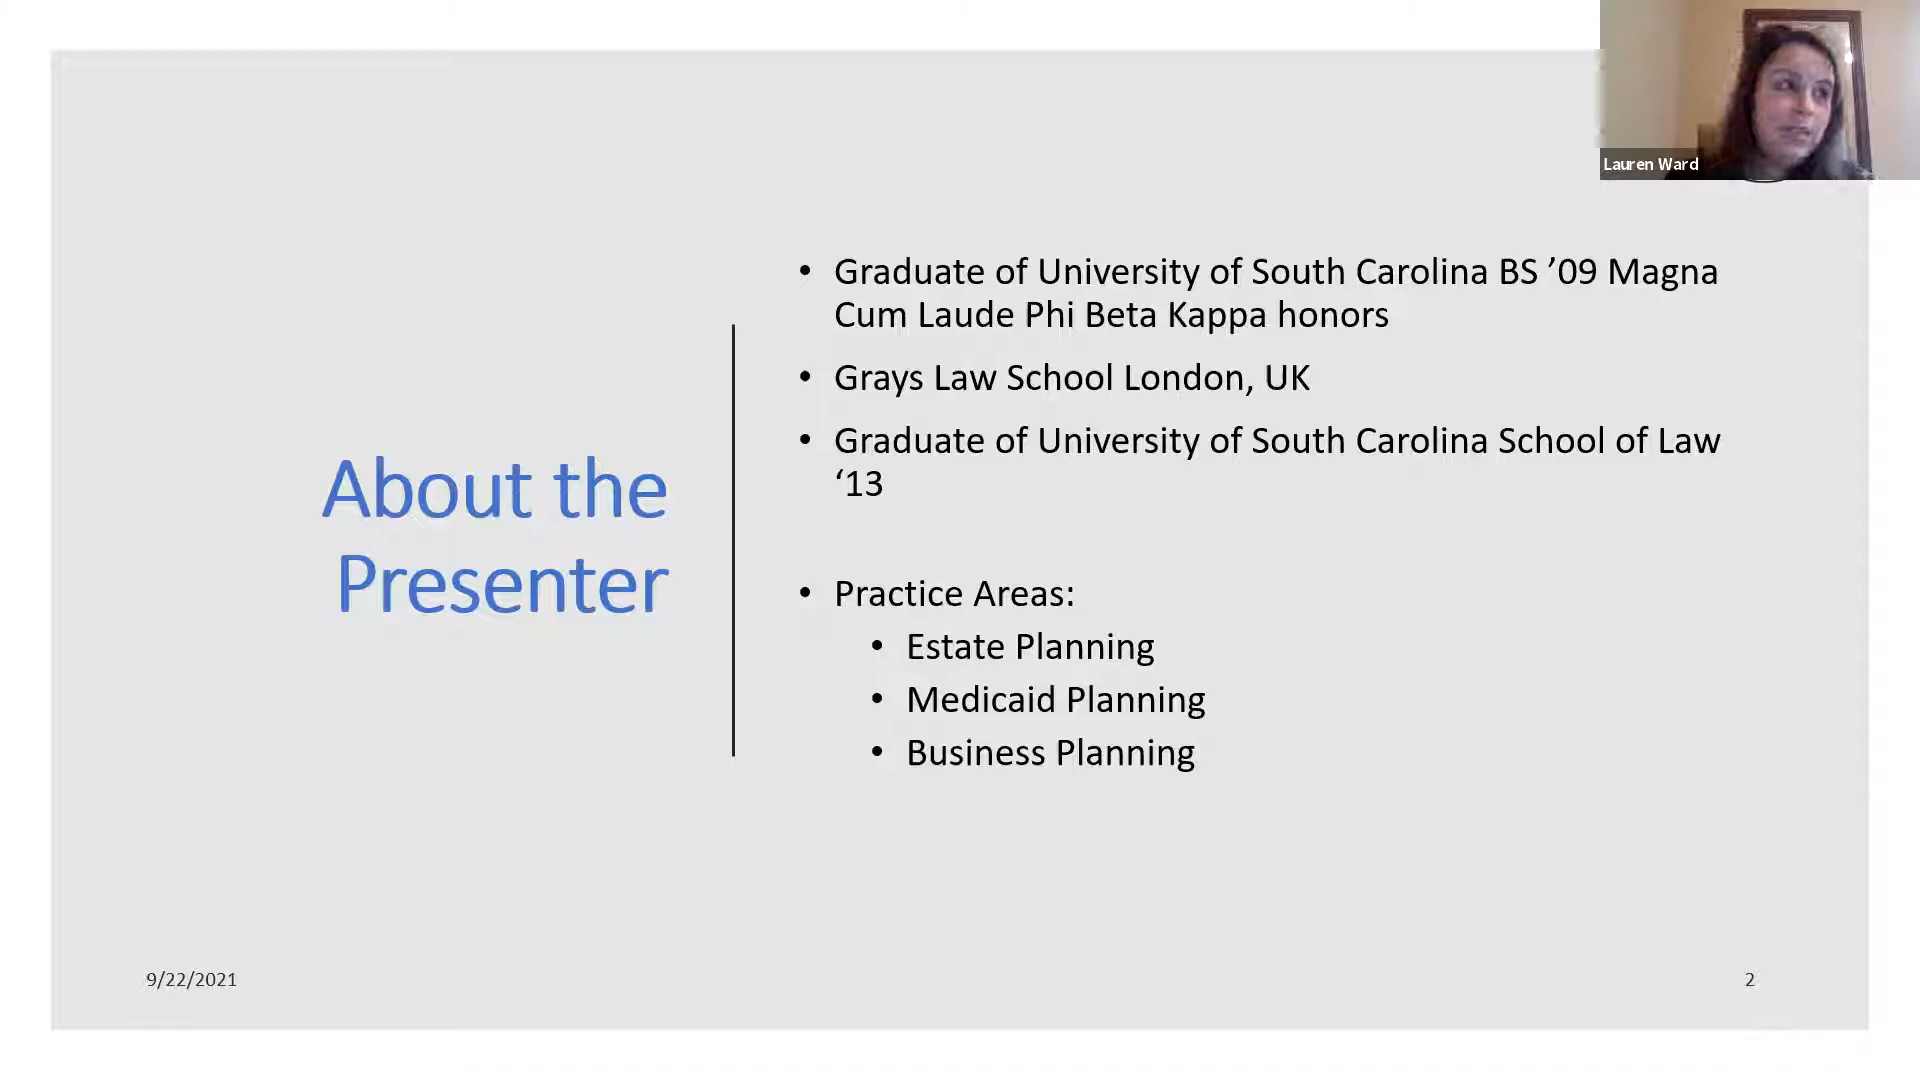 Lauren Ward
About the
Presenter
• Graduate of University of South Carolina BS ’09 Magna
Cum Laude Phi Beta Kappa honors
• Grays Law School London, UK
• Graduate of University of South Carolina School of Law
‘13
• Practice Areas:
• Estate Planning
• Medicaid Planning
• Business Planning
9/22/2021
2